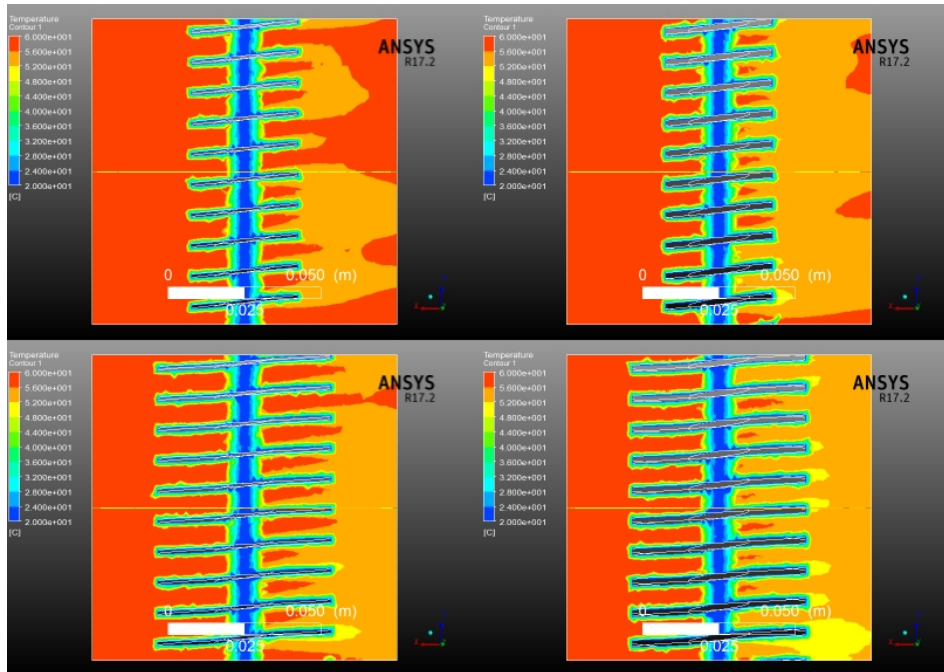 Temperature
Contour 1
6.000e+001
5.600e+001
5.200e+001
4.800e+001
4.400e+001
4.000e+001
3.600e+001
3.200e+001
2.800e+001
2.400e+001
2.000e+001
[C]
ANSYS
R17.2
0
0.050 (m)
0.025
Temperature
Contour 1
6.000e+001
5.600e+001
5.200e+001
4.800e+001
4.400e+001
4.000e+001
3.600e+001
3.200e+001
2.800e+001
2.400e+001
2.000e+001
[C]
ANSYS
R17.2
0
0.050 (m)
0.025
Temperature
Contour 1
6.000e+001
5.600e+001
5.200e+001
4.800e+001
4.400e+001
4.000e+001
3.600e+001
3.200e+001
2.800e+001
2.400e+001
2.000e+001
[C]
ANSYS
R17.2
0
0.050 (m)
0.025
Temperature
Contour 1
6.000e+001
5.600e+001
5.200e+001
4.800e+001
4.400e+001
4.000e+001
3.600e+001
3.200e+001
2.800e+001
2.400e+001
2.000e+001
[C]
ANSYS
R17.2
0
0.050 (m)
0.025